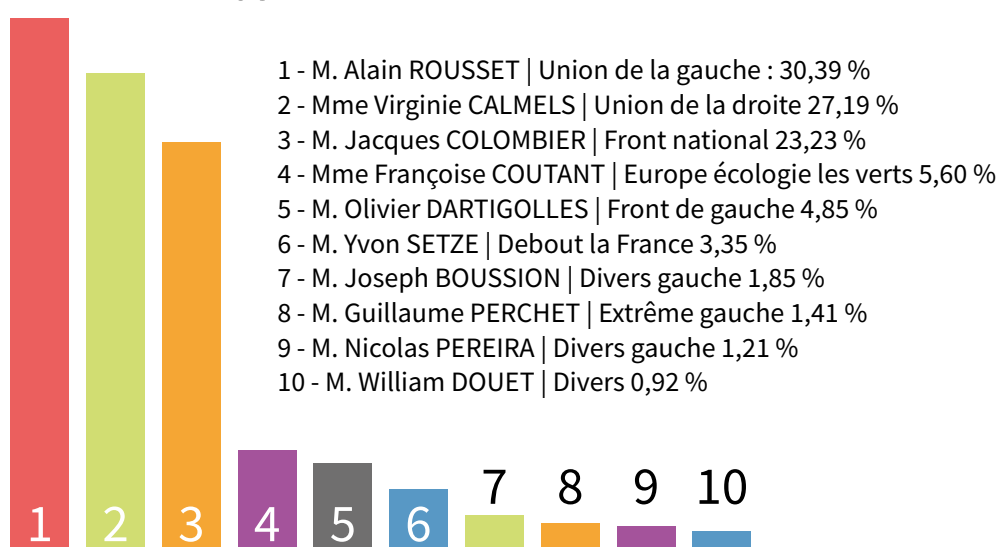 1 - M. Alain ROUSSET | Union de la gauche : 30,39 %
2 - Mme Virginie CALMELS | Union de la droite 27,19 %
3 - M. Jacques COLOMBIER | Front national 23,23 %
4 - Mme Françoise COUTANT | Europe écologie les verts 5,60 %
5 - M. Olivier DARTIGOLLES | Front de gauche 4,85 %
6 - M. Yvon SETZE | Debout la France 3,35 %
7 - M. Joseph BOUSSION | Divers gauche 1,85 %
8 - M. Guillaume PERCHET | Extrême gauche 1,41 %
9 - M. Nicolas PEREIRA | Divers gauche 1,21 %
10 - M. William DOUET | Divers 0,92 %
1 2 3 4 5 6 7 8 9 10